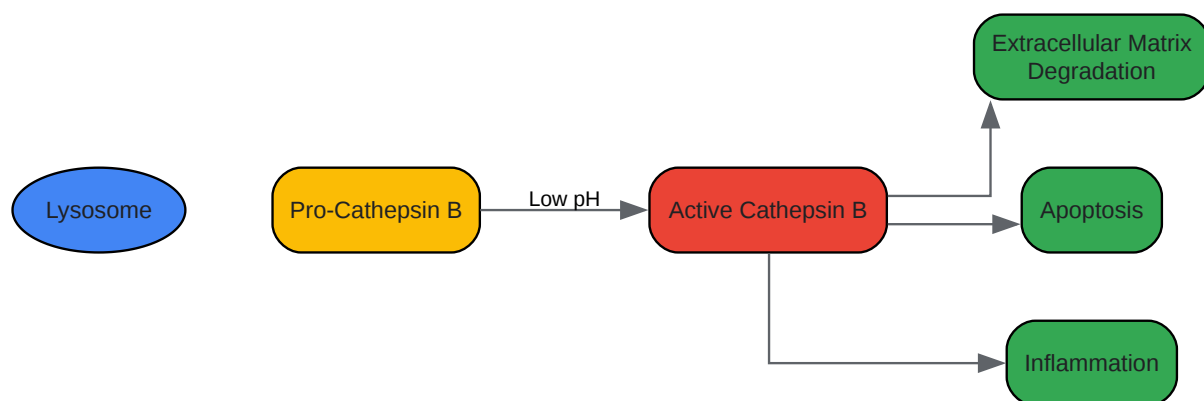 Extracellular Matrix
Degradation
Lysosome
Pro-Cathepsin B
Low pH
Active Cathepsin B
Apoptosis
Inflammation